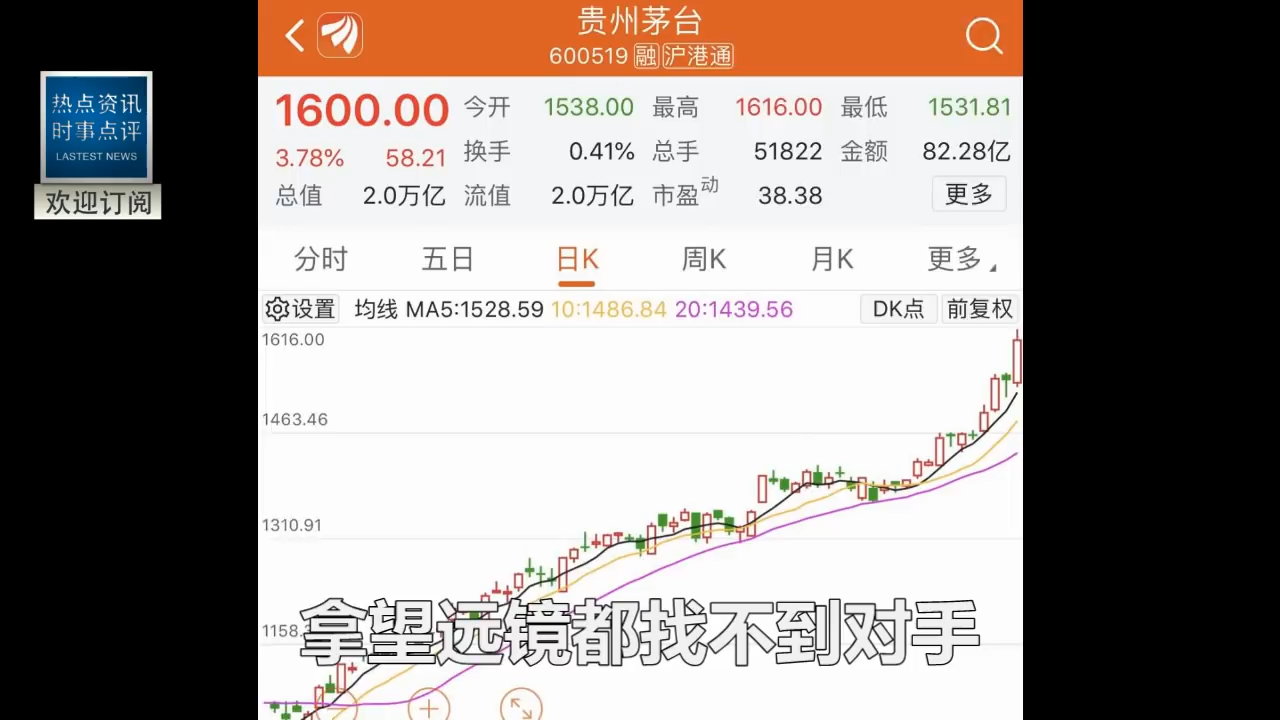 贵州茅台
600519 融 沪港通
热点资讯
时事点评
LASTEST NEWS
欢迎订阅
1600.00 今开 1538.00 最高 1616.00 最低 1531.81
3.78% 58.21 换手 0.41% 总手 51822 金额 82.28亿
总值 2.0万亿 流值 2.0万亿 市盈动 38.38 更多
分时 五日 日K 周K 月K 更多
设置 均线 MA5:1528.59 10:1486.84 20:1439.56 DK点 前复权
1616.00
1463.46
1310.91
拿望远镜都找不到对手